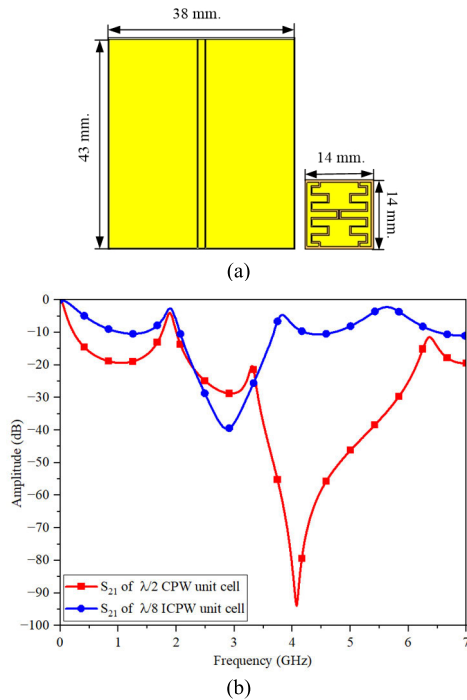 38 mm.
43 mm.
14 mm.
14 mm.
(a)
0
-10
-20
-30
-40
-50
-60
-70
-80
-90
-100
Amplitude (dB)
S21 of λ/2 CPW unit cell
S21 of λ/8 ICPW unit cell
0 1 2 3 4 5 6 7
Frequency (GHz)
(b)